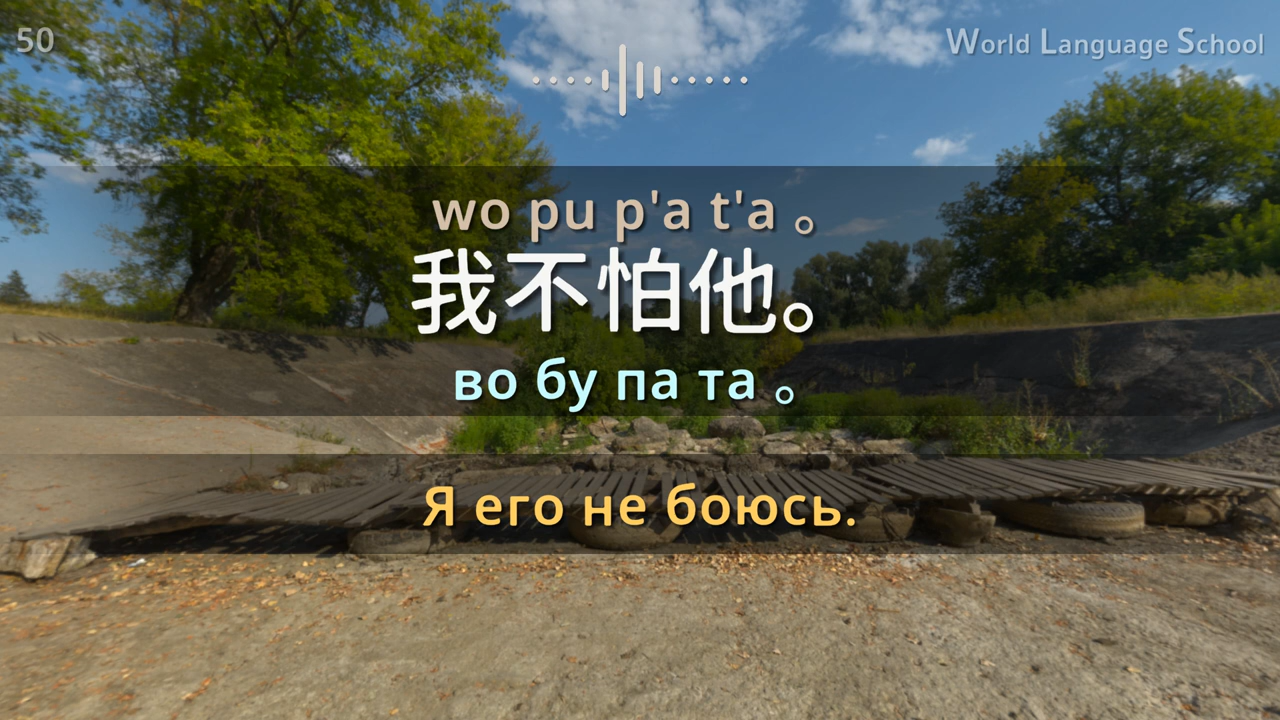 50
World Language School
wo pu p'a t'a 。
我不怕他。
во бу па та 。
Я его не боюсь.